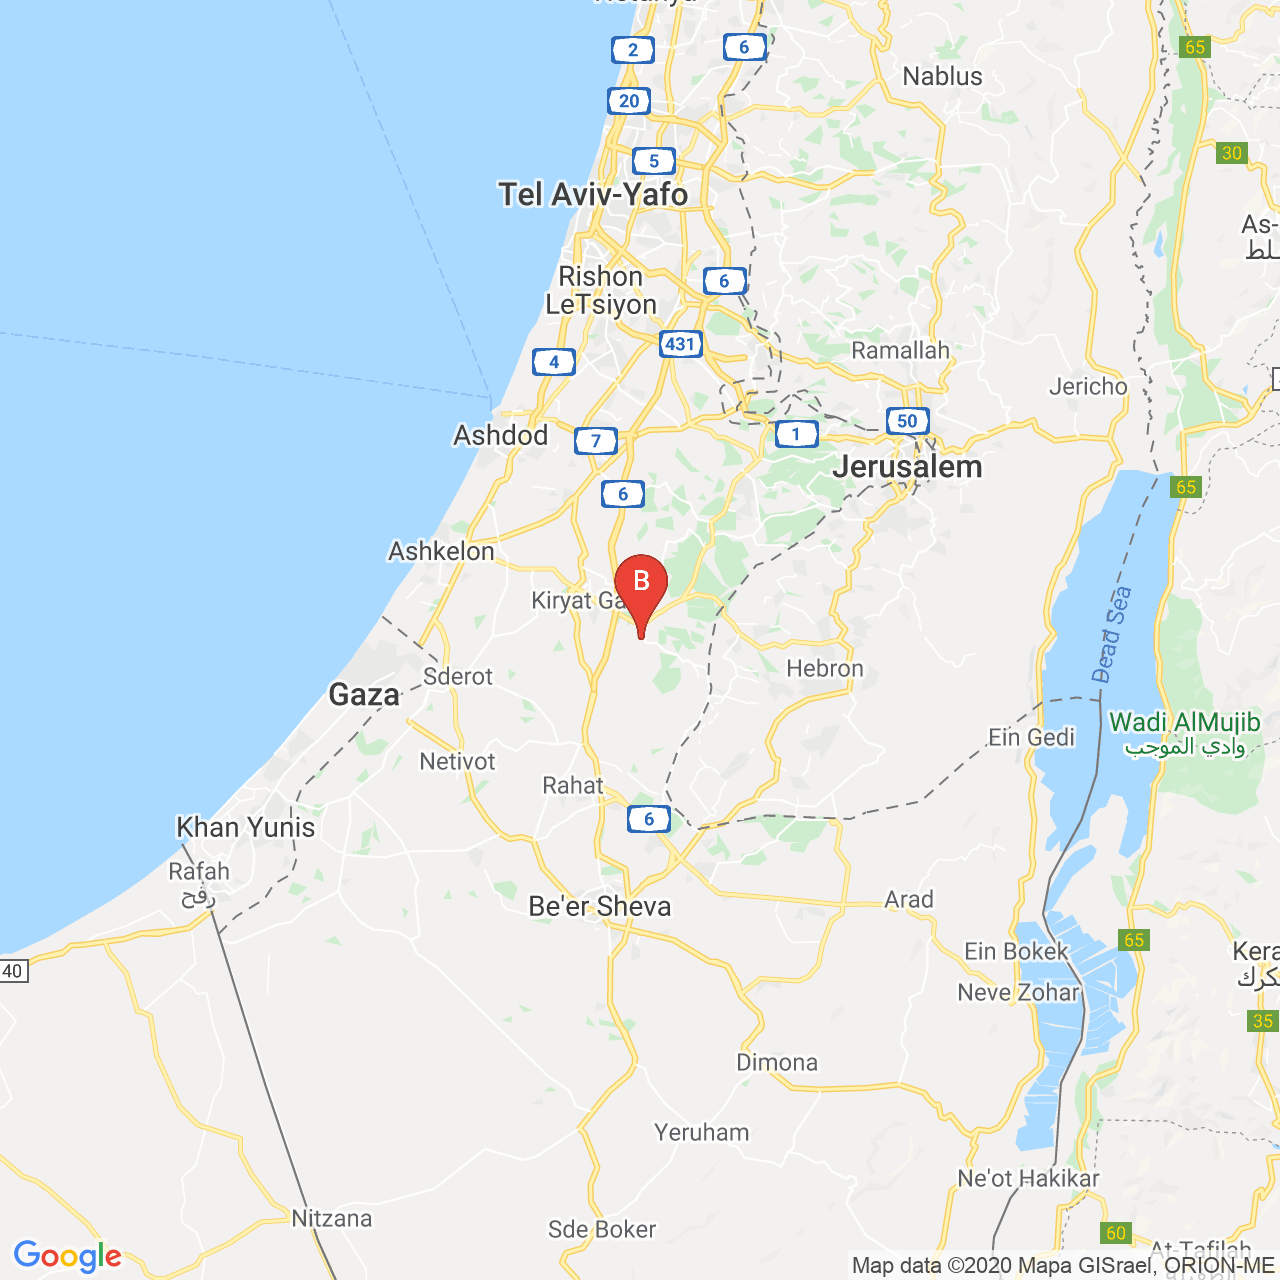 2
6
65
Nablus
20
5
30
Tel Aviv-Yafo
As-
Rishon
LeTsiyon
6
431
4
Ramallah
Jericho
50
Ashdod
7
1
Jerusalem
6
65
Ashkelon
B
Kiryat Ga
Dead Sea
Hebron
Sderot
Gaza
Wadi AlMujib
وادي الموجب
Ein Gedi
Netivot
Rahat
6
Khan Yunis
Rafah
رفح
Arad
Be'er Sheva
65
Ein Bokek
Kera
40
Neve Zohar
35
Dimona
Yeruham
Ne'ot Hakikar
Nitzana
Sde Boker
60
At-Tafilah
Google
Map data ©2020 Mapa GISrael, ORION-ME